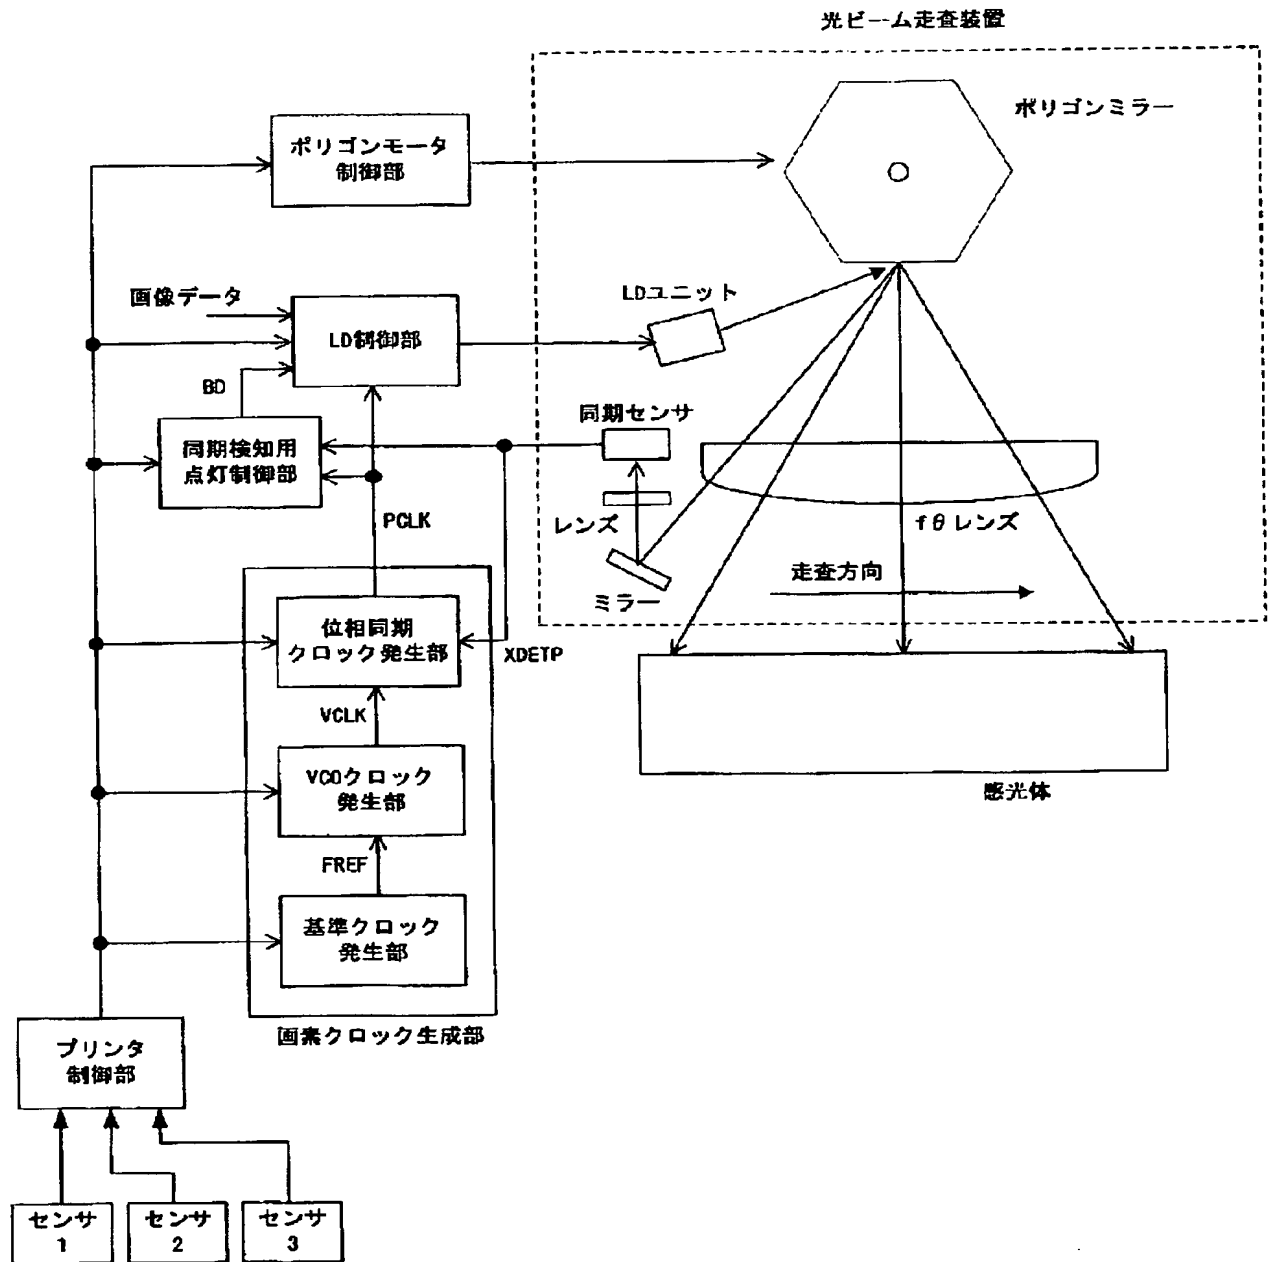 光ビーム走査装置
ポリゴンミラー
ポリゴンモータ
制御部
画像データ
LDユニット
LD制御部
BD
同期センサ
同期検知用
点灯制御部
PCLK
レンズ
fθレンズ
走査方向
ミラー
位相同期
クロック発生部
XDETP
VCLK
VCOクロック
発生部
感光体
FREF
基準クロック
発生部
画素クロック生成部
プリンタ
制御部
センサ
1
センサ
2
センサ
3